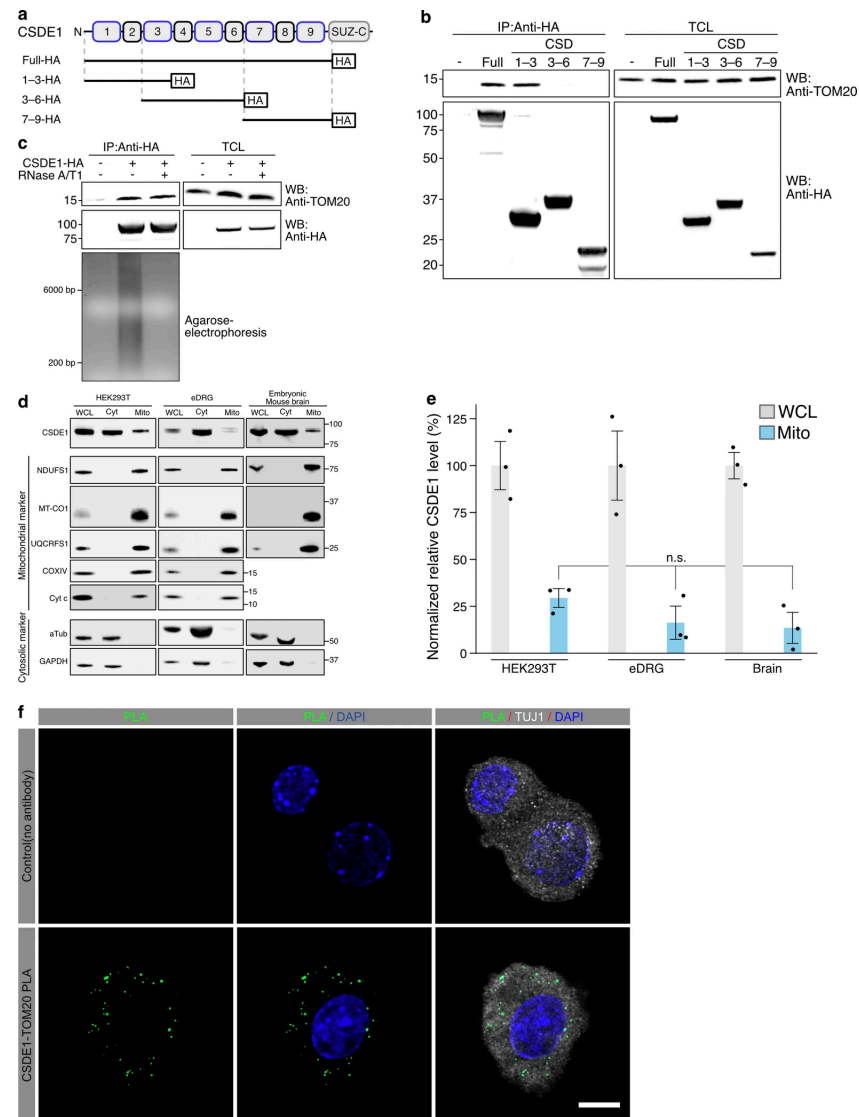 a
CSDE1 N 1 2 3 4 5 6 7 8 9 SUZ-C
Full-HA HA
1–3-HA HA
3–6-HA HA
7–9-HA HA
b
IP:Anti-HA TCL
CSD CSD
- Full 1–3 3–6 7–9 - Full 1–3 3–6 7–9
15 WB:
Anti-TOM20
100
75
50
37 WB:
Anti-HA
25
20
c
IP:Anti-HA TCL
CSDE1-HA - + + - + +
RNase A/T1 - - + - - +
15 WB:
Anti-TOM20
100 WB:
75 Anti-HA
6000 bp
Agarose-
electrophoresis
200 bp
d
HEK293T eDRG Embryonic
Mouse brain
WCL Cyt Mito WCL Cyt Mito WCL Cyt Mito
CSDE1 100
75
Mitochondrial marker
NDUFS1 75
MT-CO1 37
UQCRFS1 25
COXIV 15
Cyt c 15
10
Cytosolic marker
aTub 50
GAPDH 37
e
Normalized relative CSDE1 level (%)
125
100
75
50
25
0
WCL
Mito
n.s.
HEK293T eDRG Brain
f
PLA PLA / DAPI PLA / TUJ1 / DAPI
Control(no antibody)
CSDE1-TOM20 PLA